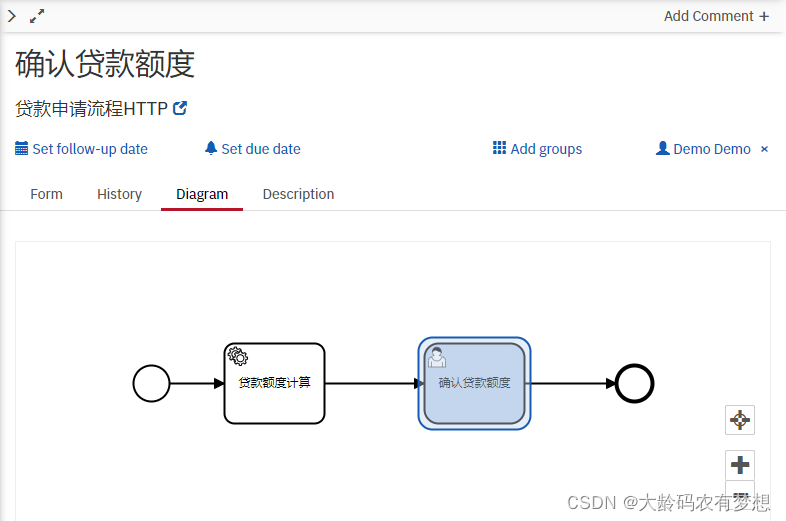 Add Comment +
确认贷款额度
贷款申请流程HTTP
Set follow-up date
Set due date
Add groups
Demo Demo ×
Form
History
Diagram
Description
贷款额度计算
确认贷款额度
CSDN @大龄码农有梦想